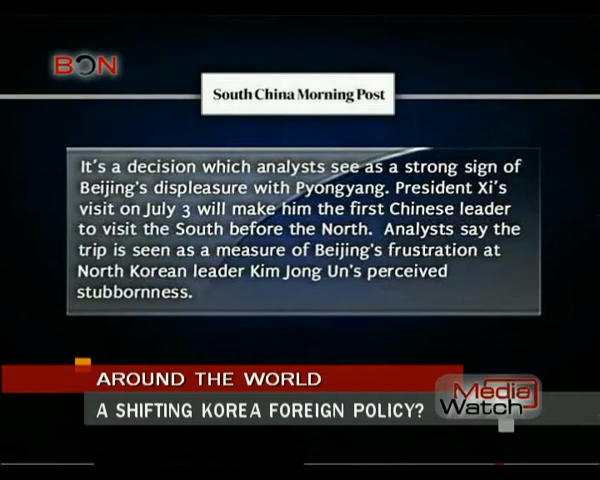 BON
South China Morning Post
It's a decision which analysts see as a strong sign of
Beijing's displeasure with Pyongyang. President Xi's
visit on July 3 will make him the first Chinese leader
to visit the South before the North. Analysts say the
trip is seen as a measure of Beijing's frustration at
North Korean leader Kim Jong Un's perceived
stubbornness.
AROUND THE WORLD
A SHIFTING KOREA FOREIGN POLICY?
Media
Watch